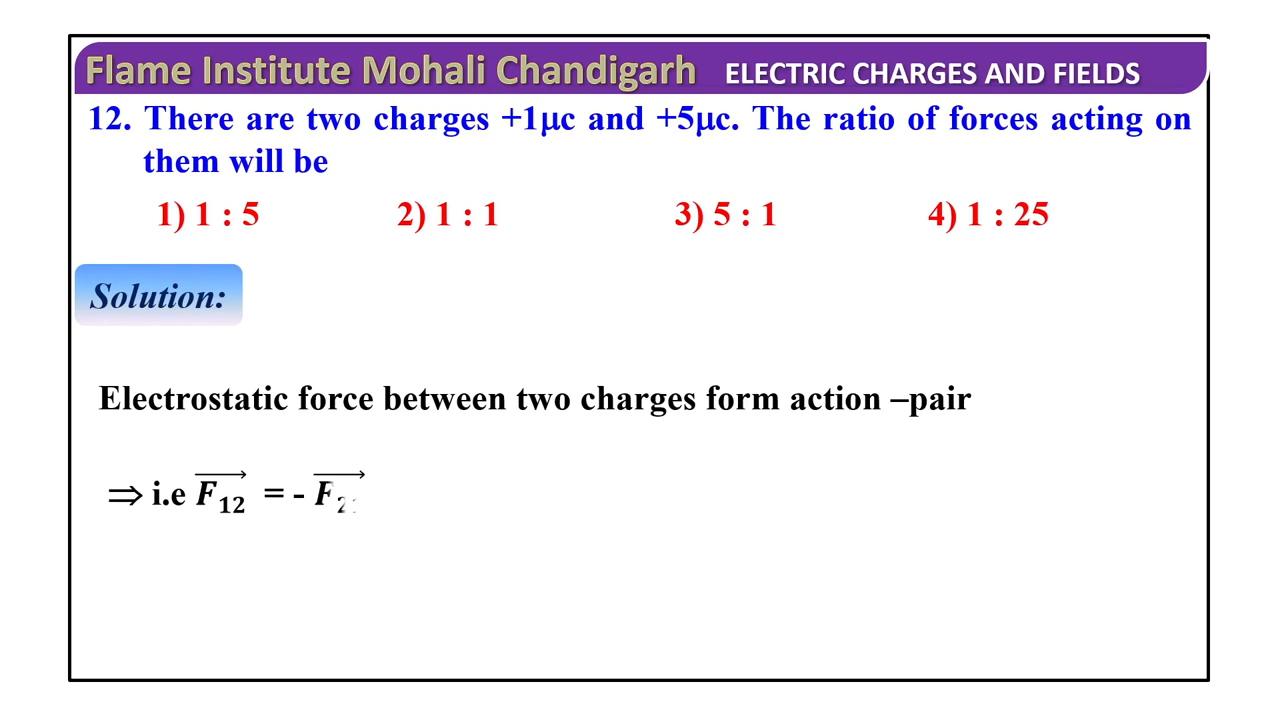 Flame Institute Mohali Chandigarh ELECTRIC CHARGES AND FIELDS
12. There are two charges +1μc and +5μc. The ratio of forces acting on
them will be
1) 1 : 5 2) 1 : 1 3) 5 : 1 4) 1 : 25
Solution:
Electrostatic force between two charges form action –pair
⇒ i.e F₁₂ = - F₂₁